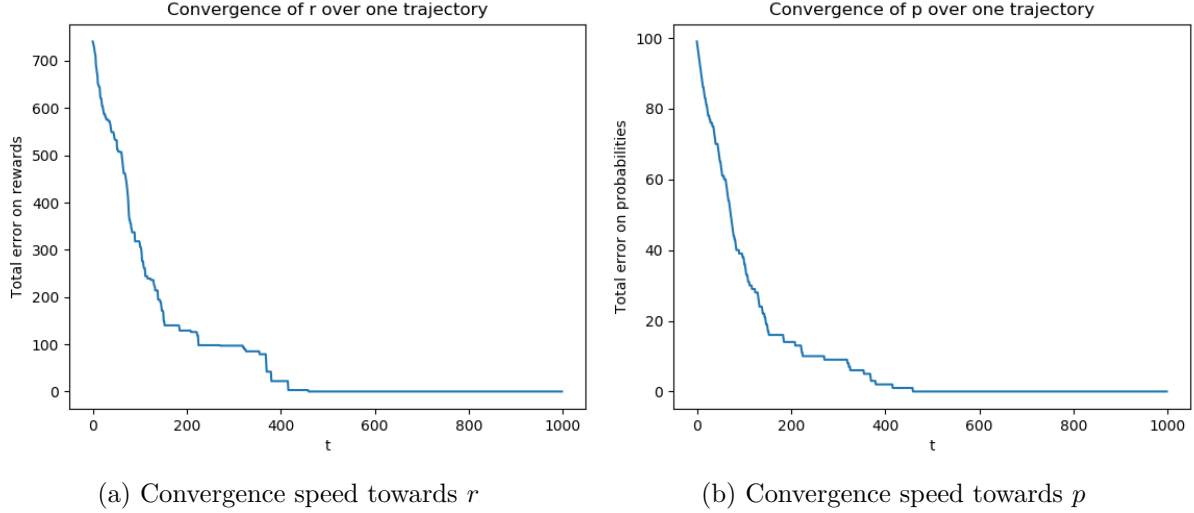 Convergence of r over one trajectory
Total error on rewards
700
600
500
400
300
200
100
0
0 200 400 600 800 1000
t
(a) Convergence speed towards r
Convergence of p over one trajectory
Total error on probabilities
100
80
60
40
20
0
0 200 400 600 800 1000
t
(b) Convergence speed towards p